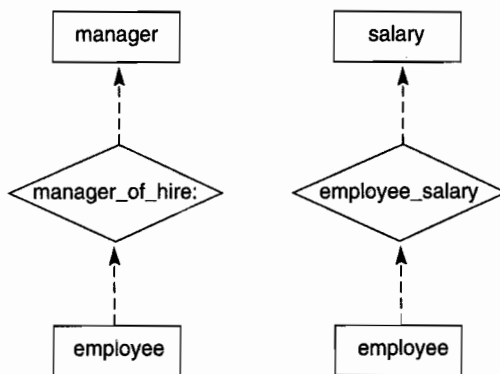 manager
salary
manager_of_hire:
employee_salary
employee
employee